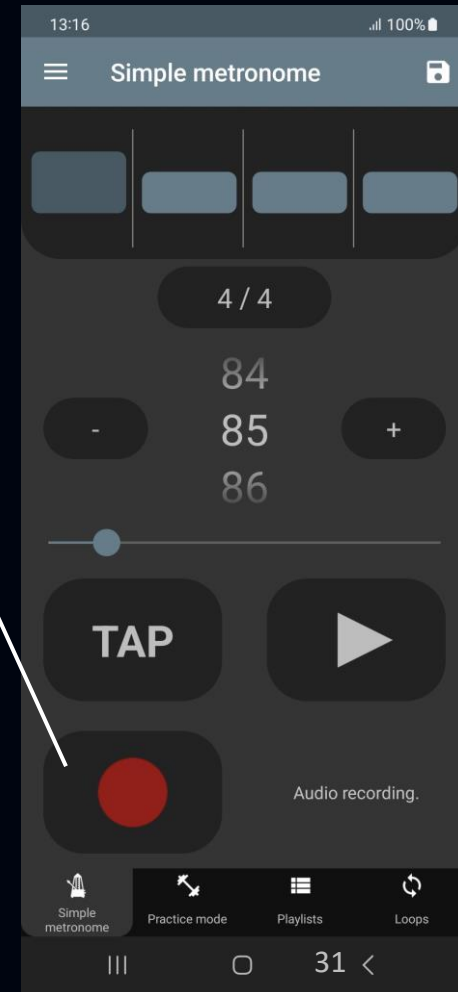 13:16
100%
Simple metronome
4 / 4
84
85
86
-
+
TAP
Audio recording.
Simple
metronome
Practice mode
Playlists
Loops
31